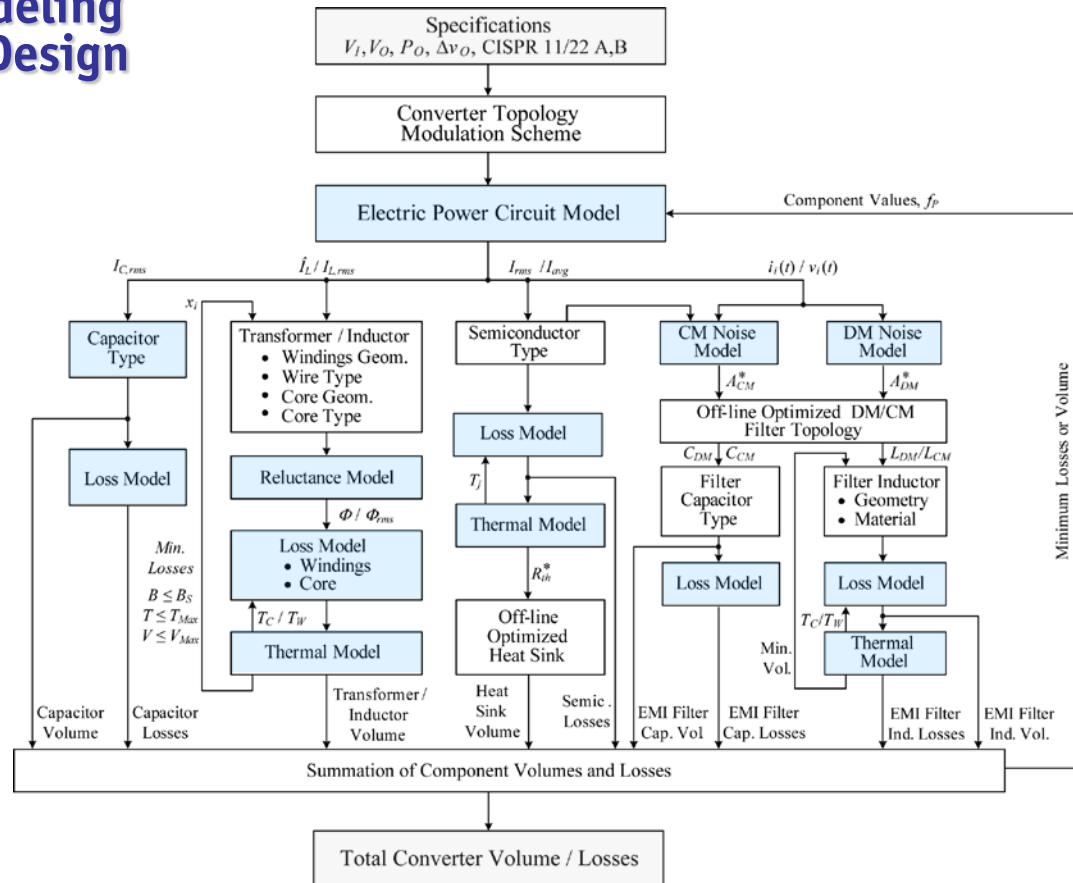 deling
Design
Specifications
V_I, V_O, P_O, Δv_O, CISPR 11/22 A,B
Converter Topology
Modulation Scheme
Electric Power Circuit Model
Component Values, f_P
I_C,rms
Î_L / I_L,rms
I_rms / I_avg
i_i(t) / v_i(t)
x_i
Capacitor
Type
Transformer / Inductor
• Windings Geom.
• Wire Type
• Core Geom.
• Core Type
Semiconductor
Type
CM Noise
Model
DM Noise
Model
A*_CM
A*_DM
Off-line Optimized DM/CM
Filter Topology
Loss Model
Reluctance Model
Φ / Φ_rms
Loss Model
• Windings
• Core
T_C / T_W
Thermal Model
Min.
Losses
B ≤ B_S
T ≤ T_Max
V ≤ V_Max
Loss Model
T_j
Thermal Model
R*_th
Off-line
Optimized
Heat Sink
C_DM C_CM
L_DM/L_CM
Filter
Capacitor
Type
Filter Inductor
• Geometry
• Material
Loss Model
Loss Model
T_C/T_W
Thermal
Model
Min.
Vol.
Minimum Losses or Volume
Capacitor
Volume
Capacitor
Losses
Transformer /
Inductor
Volume
Heat
Sink
Volume
Semic .
Losses
EMI Filter
Cap. Vol
EMI Filter
Cap. Losses
EMI Filter
Ind. Losses
EMI Filter
Ind. Vol.
Summation of Component Volumes and Losses
Total Converter Volume / Losses